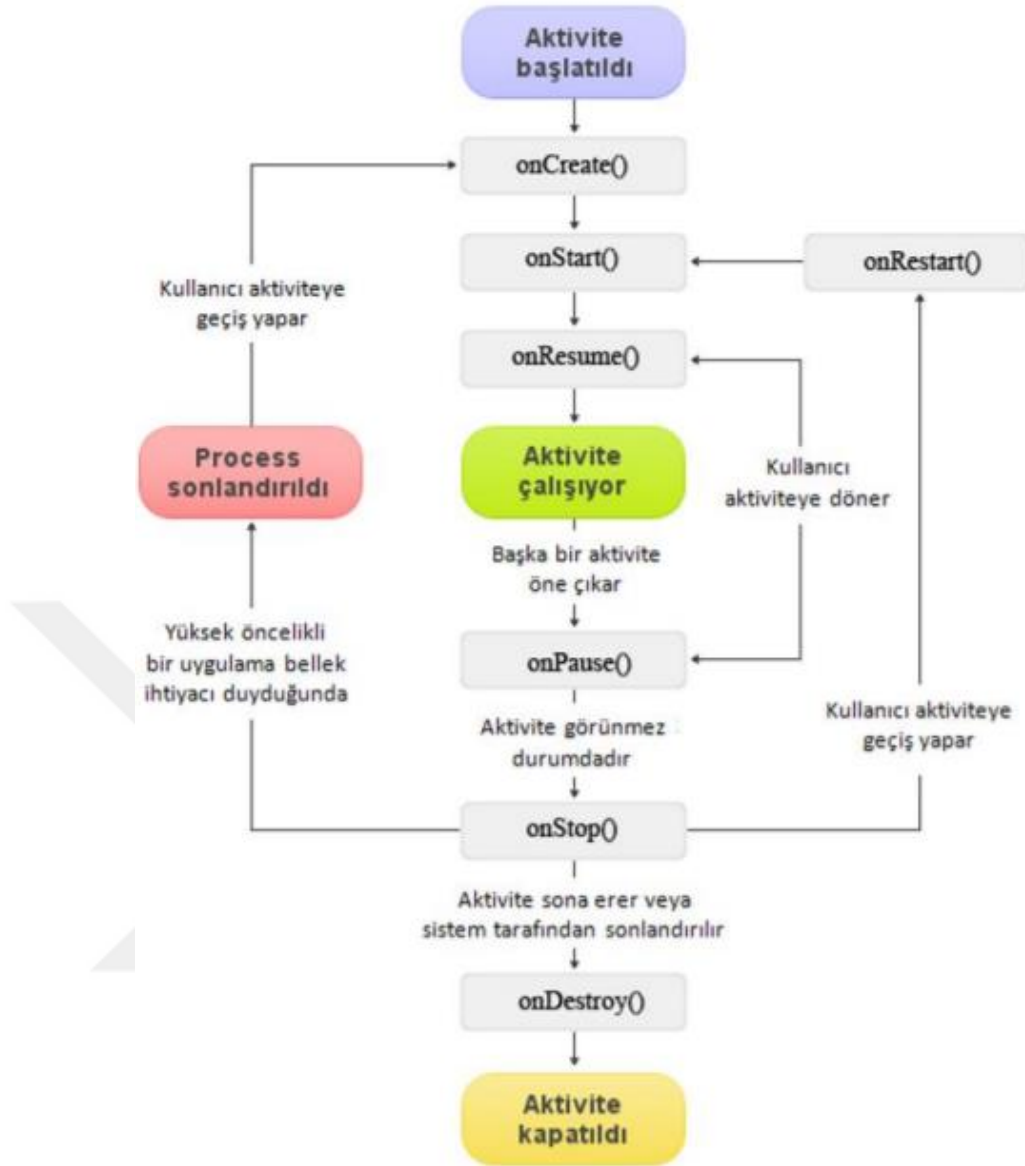 Aktivite
başlatıldı
onCreate()
onStart()
onRestart()
Kullanıcı aktiviteye
geçiş yapar
onResume()
Process
sonlandırıldı
Aktivite
çalışıyor
Kullanıcı
aktiviteye döner
Başka bir aktivite
öne çıkar
Yüksek öncelikli
bir uygulama bellek
ihtiyacı duyduğunda
onPause()
Kullanıcı aktiviteye
geçiş yapar
Aktivite görünmez
durumdadır
onStop()
Aktivite sona erer veya
sistem tarafından sonlandırılır
onDestroy()
Aktivite
kapatıldı